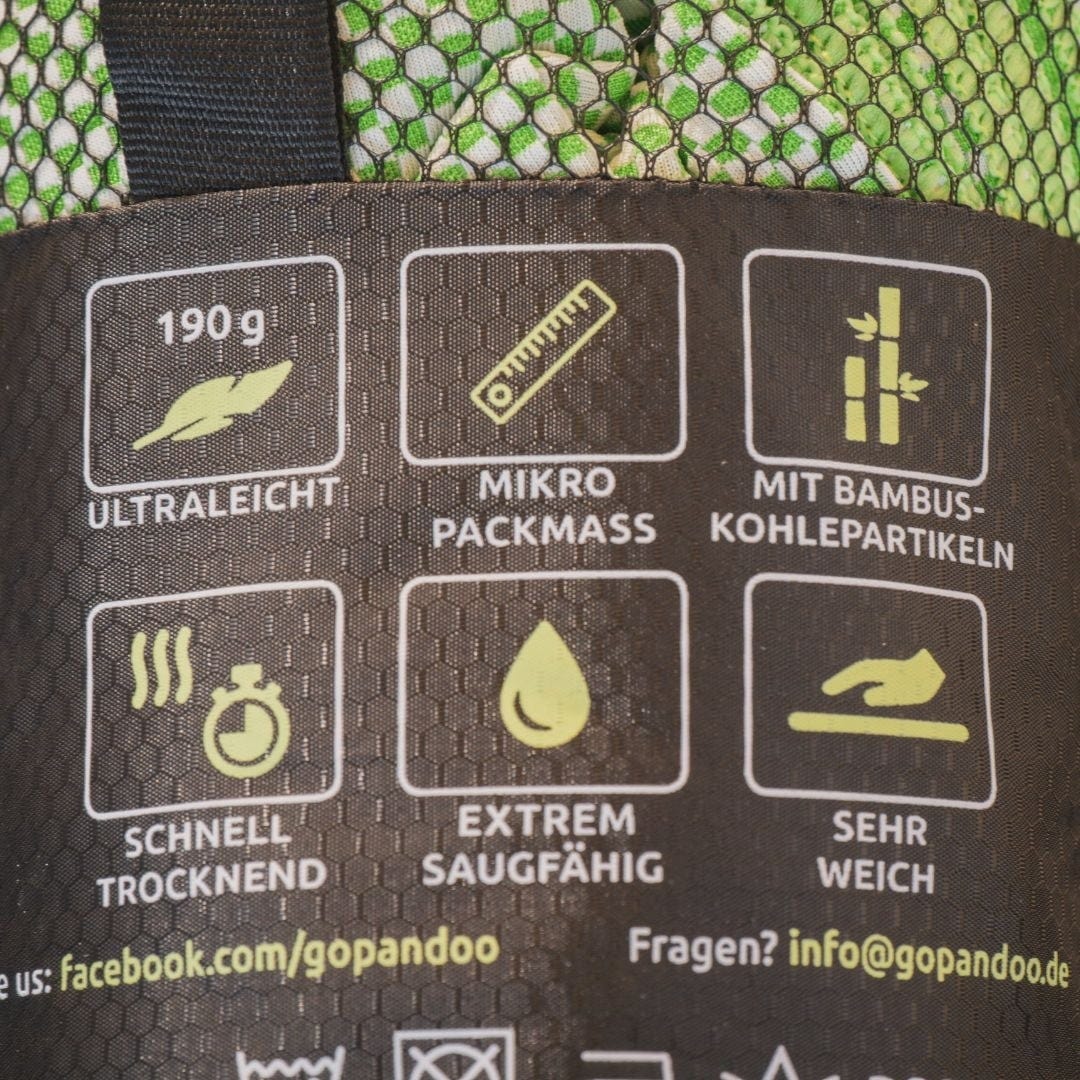 190 g
ULTRALEICHT
MIKRO
PACKMASS
MIT BAMBUS-
KOHLEPARTIKELN
SCHNELL
TROCKNEND
EXTREM
SAUGFÄHIG
SEHR
WEICH
us: facebook.com/gopandoo
Fragen? info@gopandoo.de